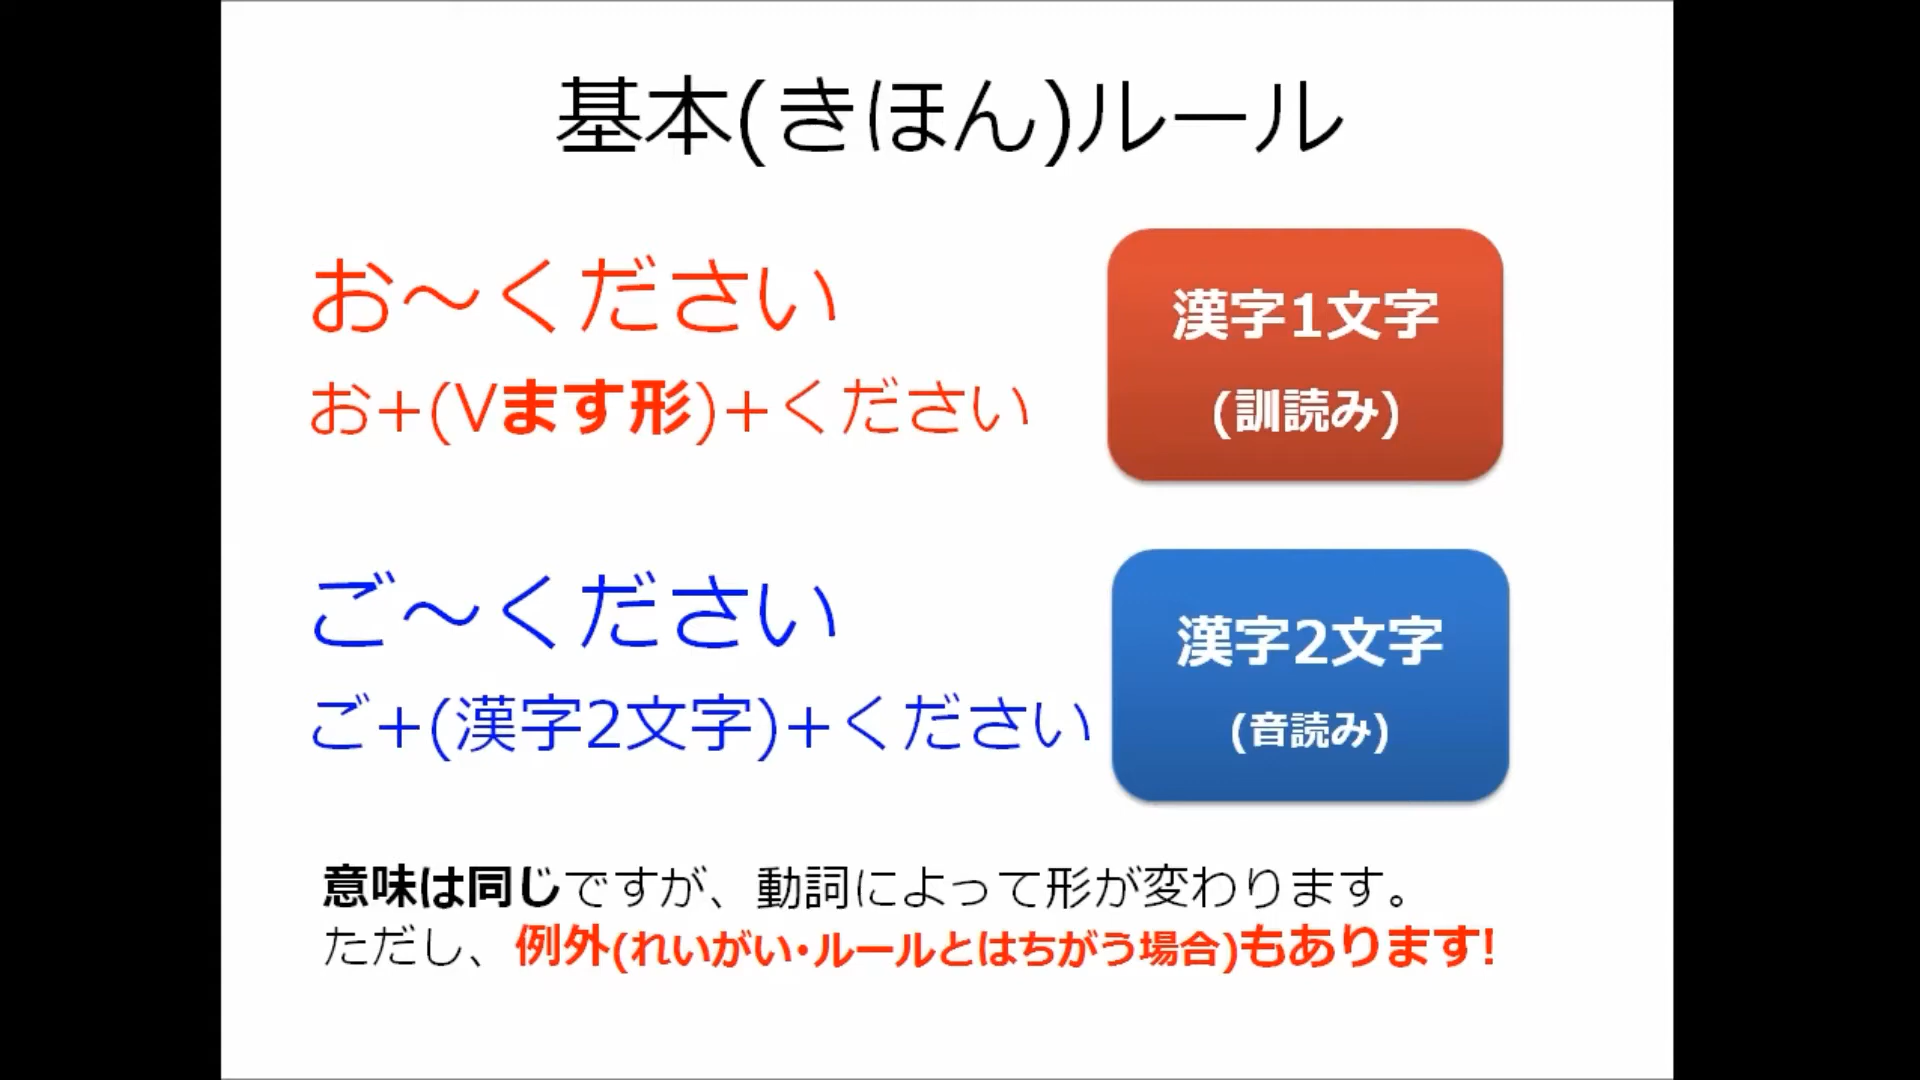 基本(きほん)ルール
お～ください
お+(Vます形)+ください
漢字1文字
(訓読み)
ご～ください
ご+(漢字2文字)+ください
漢字2文字
(音読み)
意味は同じですが、動詞によって形が変わります。
ただし、例外(れいがい・ルールとはちがう場合)もあります!